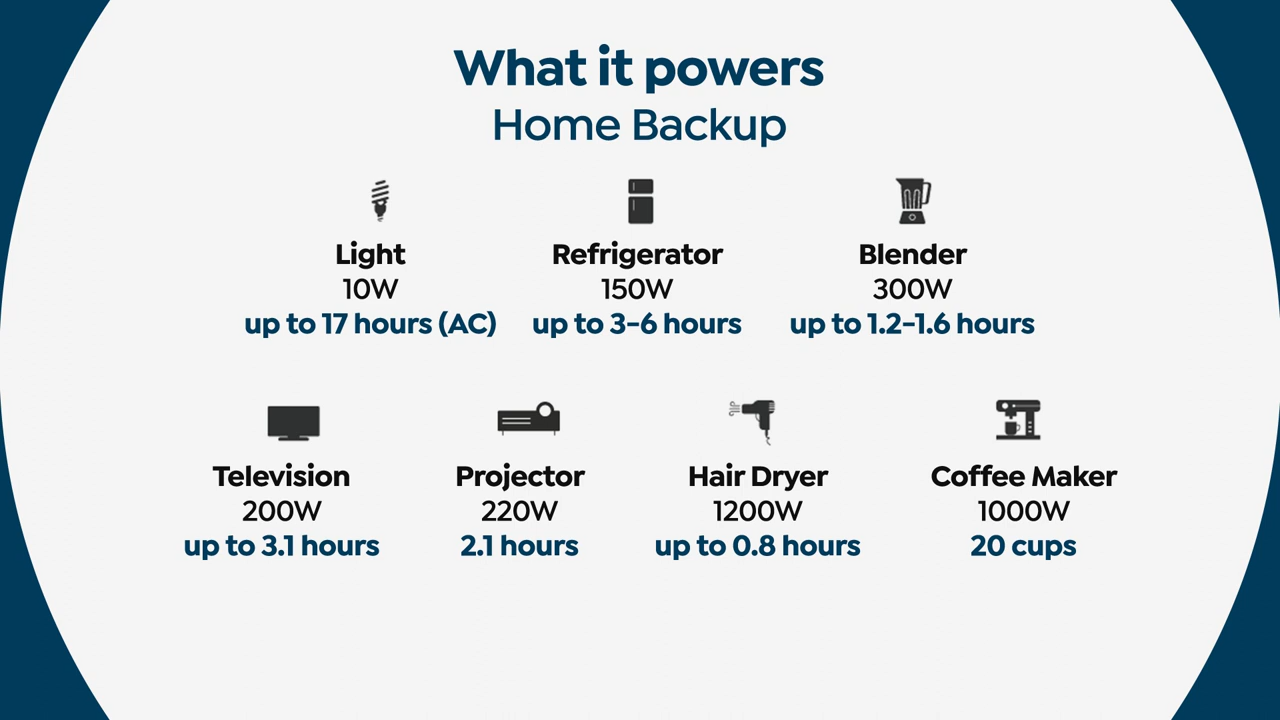 What it powers
Home Backup
Light
10W
up to 17 hours (AC)
Refrigerator
150W
up to 3-6 hours
Blender
300W
up to 1.2-1.6 hours
Television
200W
up to 3.1 hours
Projector
220W
2.1 hours
Hair Dryer
1200W
up to 0.8 hours
Coffee Maker
1000W
20 cups